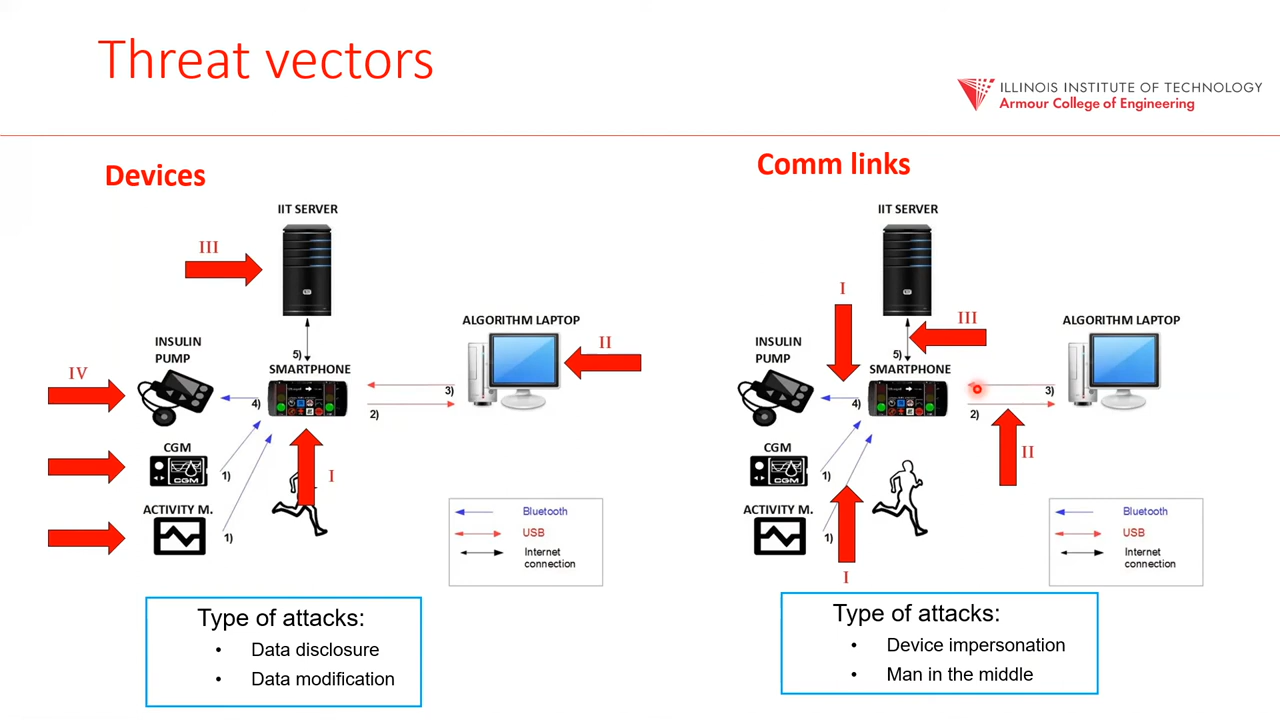 Threat vectors
ILLINOIS INSTITUTE OF TECHNOLOGY
Armour College of Engineering
Devices
IIT SERVER
III
ALGORITHM LAPTOP
II
INSULIN
PUMP
IV
5)
SMARTPHONE
4)
3)
2)
CGM
CGM
1)
I
ACTIVITY M.
1)
Bluetooth
USB
Internet
connection
Type of attacks:
• Data disclosure
• Data modification
Comm links
IIT SERVER
I
III
ALGORITHM LAPTOP
INSULIN
PUMP
5)
SMARTPHONE
4)
3)
2)
II
CGM
CGM
1)
ACTIVITY M.
1)
I
Bluetooth
USB
Internet
connection
Type of attacks:
• Device impersonation
• Man in the middle